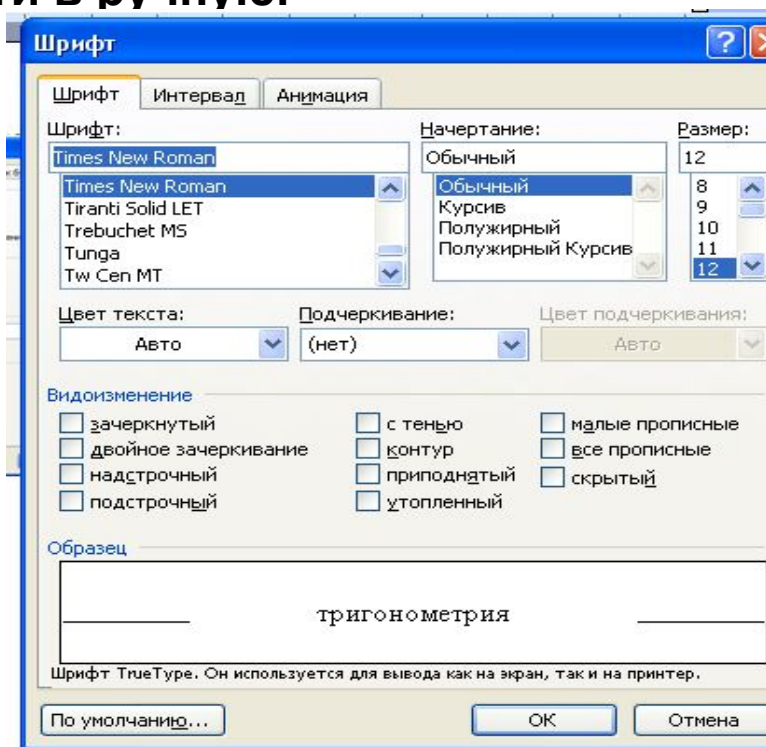 ти в ручную.
Шрифт
Шрифт Интервал Анимация
Шрифт: Начертание: Размер:
Times New Roman Обычный 12
Times New Roman Обычный 8
Tiranti Solid LET Курсив 9
Trebuchet MS Полужирный 10
Tunga Полужирный Курсив 11
Tw Cen MT 12
Цвет текста: Подчеркивание: Цвет подчеркивания:
Авто (нет) Авто
Видоизменение
зачеркнутый с тенью малые прописные
двойное зачеркивание контур все прописные
надстрочный приподнятый скрытый
подстрочный утопленный
Образец
тригонометрия
Шрифт TrueType. Он используется для вывода как на экран, так и на принтер.
По умолчанию... ОК Отмена